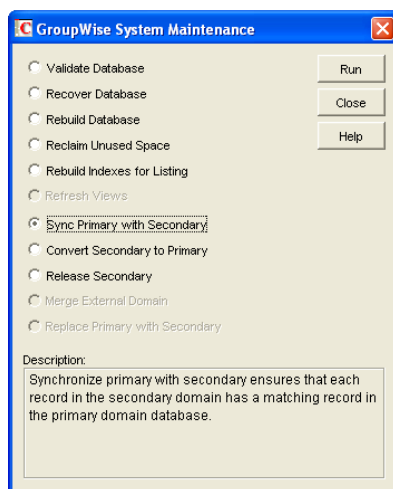 GroupWise System Maintenance
Validate Database
Run
Recover Database
Close
Rebuild Database
Help
Reclaim Unused Space
Rebuild Indexes for Listing
Refresh Views
Sync Primary with Secondary
Convert Secondary to Primary
Release Secondary
Merge External Domain
Replace Primary with Secondary
Description:
Synchronize primary with secondary ensures that each
record in the secondary domain has a matching record in
the primary domain database.